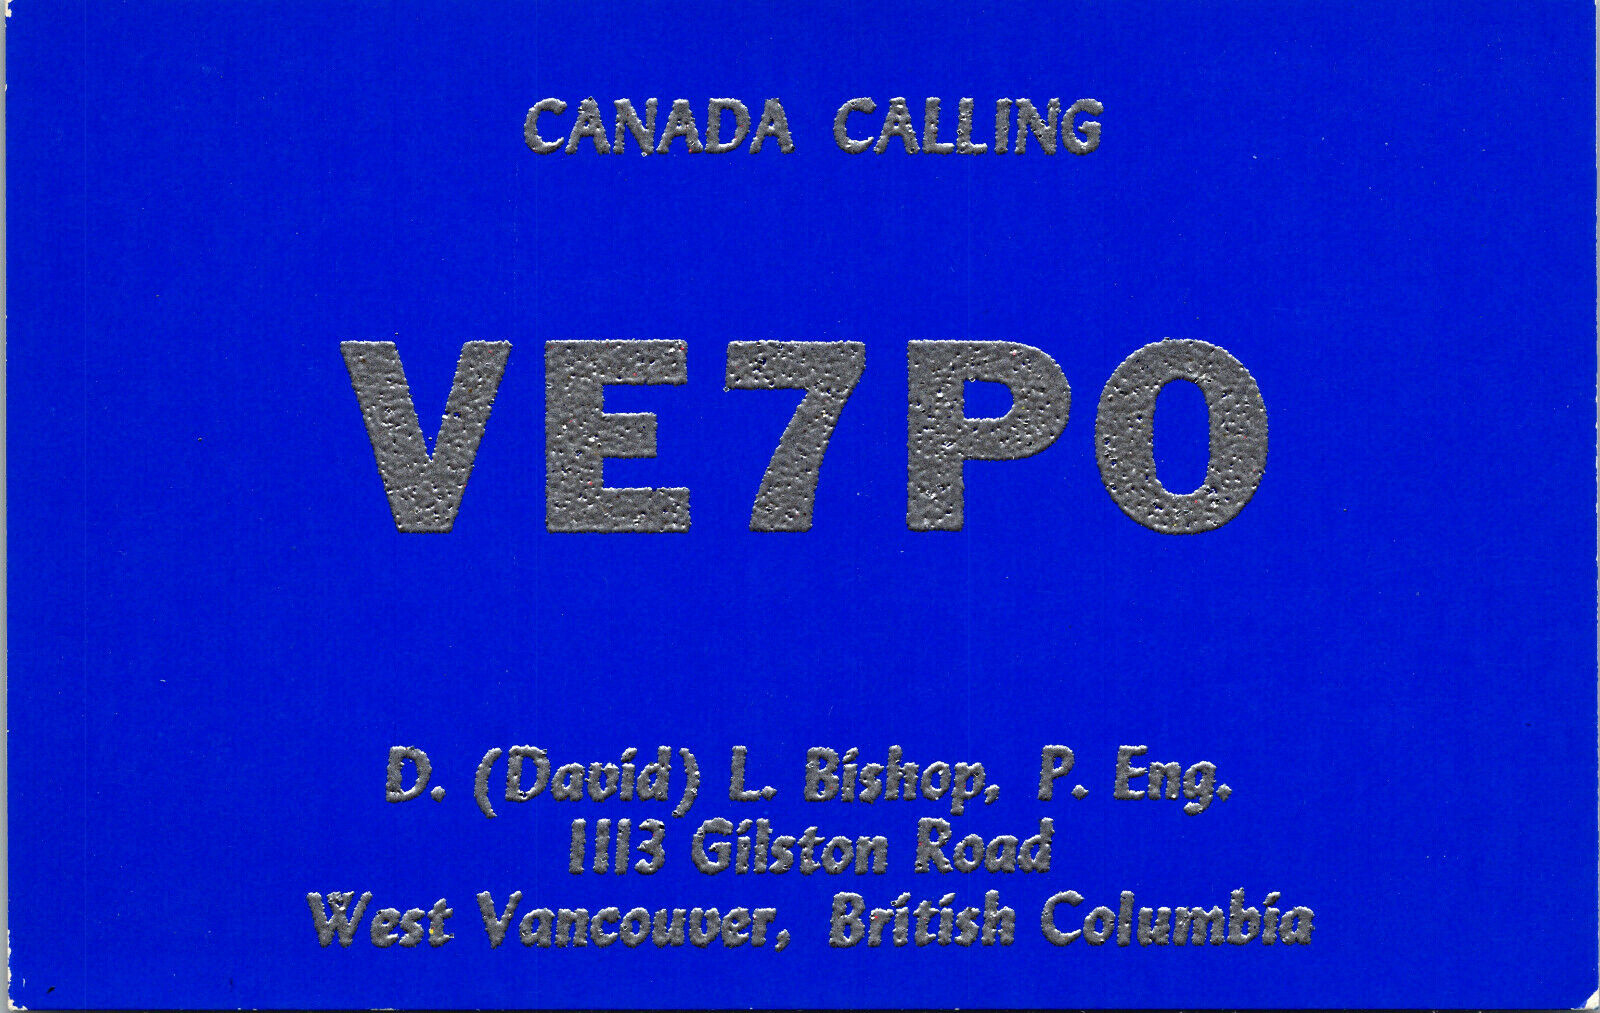 CANADA CALLING
VE7PO
D. (David) L. Bishop, P. Eng.
1113 Gilston Road
West Vancouver, British Columbia